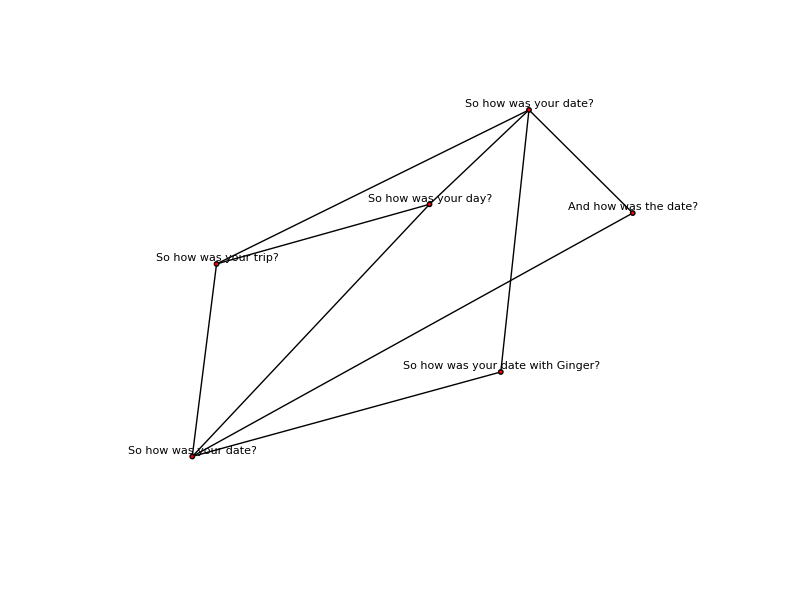 So how was your date?
So how was your day?
And how was the date?
So how was your trip?
So how was your date with Ginger?
So how was your date?